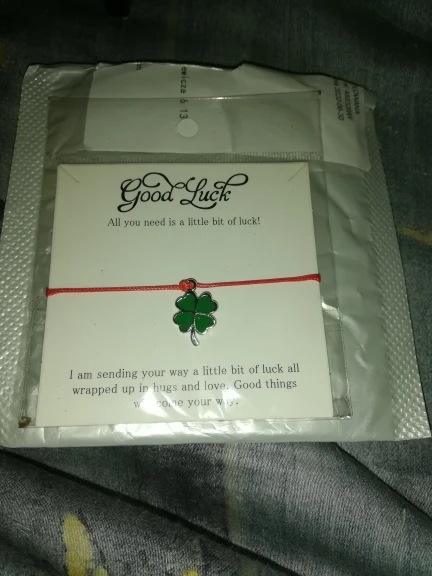 Good Luck
All you need is a little bit of luck!
I am sending your way a little bit of luck all
wrapped up in hugs and love. Good things
will come your way.